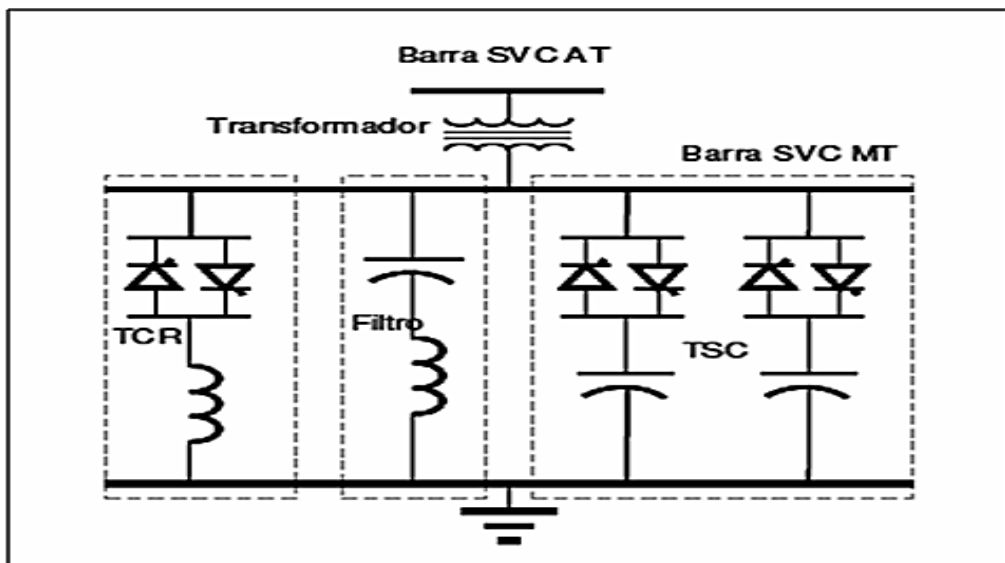 Barra SVC AT
Transformador
Barra SVC MT
TCR
Filtro
TSC